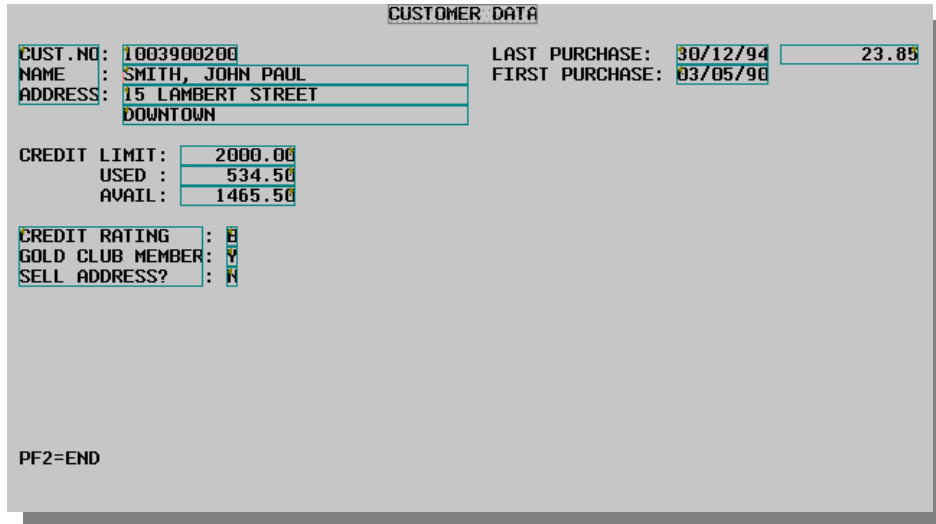 CUSTOMER DATA
CUST.NO: 1003900200 LAST PURCHASE: 30/12/94 23.85
NAME : SMITH, JOHN PAUL FIRST PURCHASE: 03/05/90
ADDRESS: 15 LAMBERT STREET
DOWNTOWN
CREDIT LIMIT: 2000.00
USED : 534.50
AVAIL: 1465.50
CREDIT RATING : B
GOLD CLUB MEMBER: Y
SELL ADDRESS? : N
PF2=END